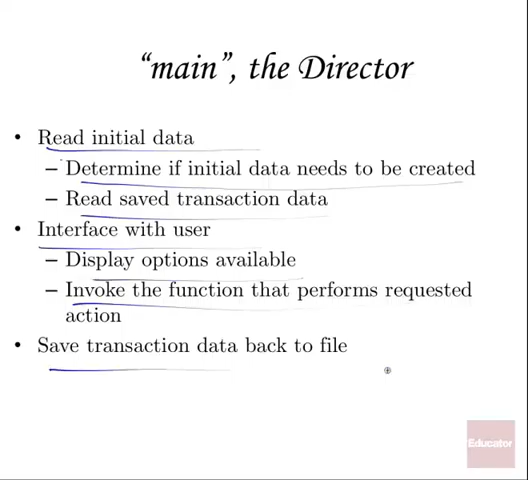 “main”, the Director
• Read initial data
– Determine if initial data needs to be created
– Read saved transaction data
• Interface with user
– Display options available
– Invoke the function that performs requested
action
• Save transaction data back to file
Educator